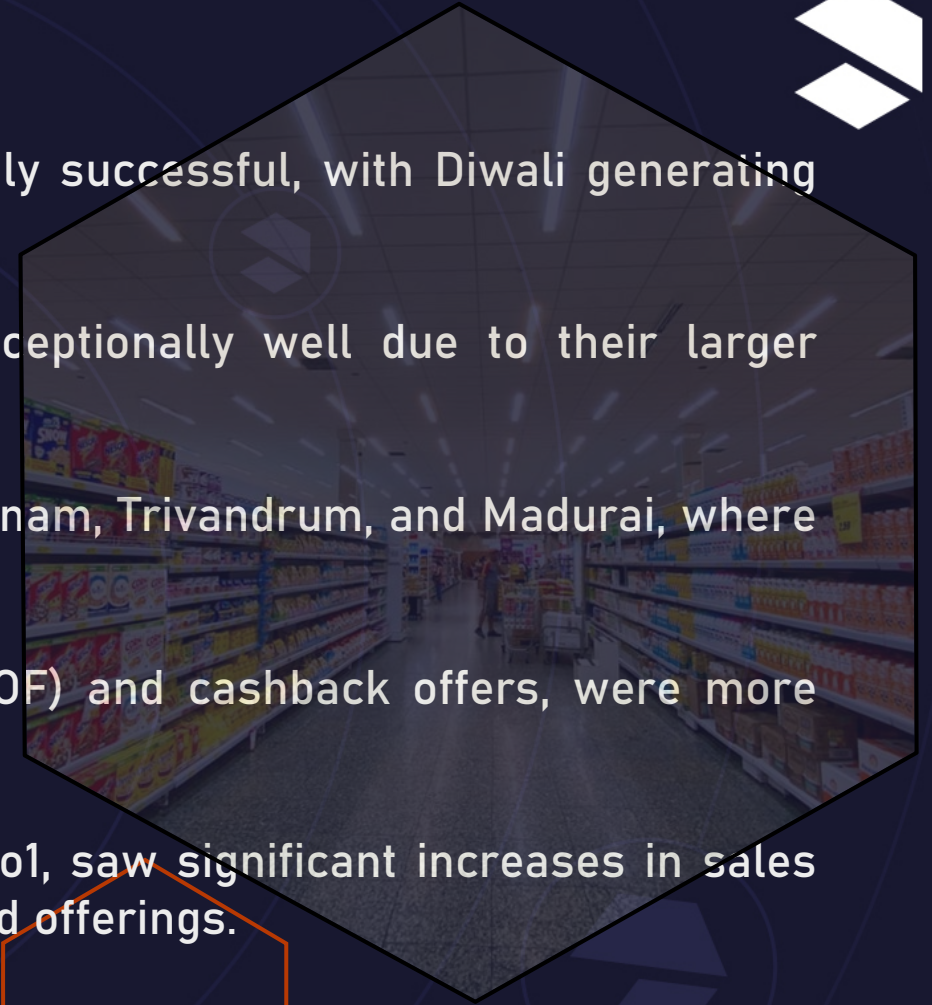 ly successful, with Diwali generating
ceptionally well due to their larger
nam, Trivandrum, and Madurai, where
OF) and cashback offers, were more
o1, saw significant increases in sales
d offerings.